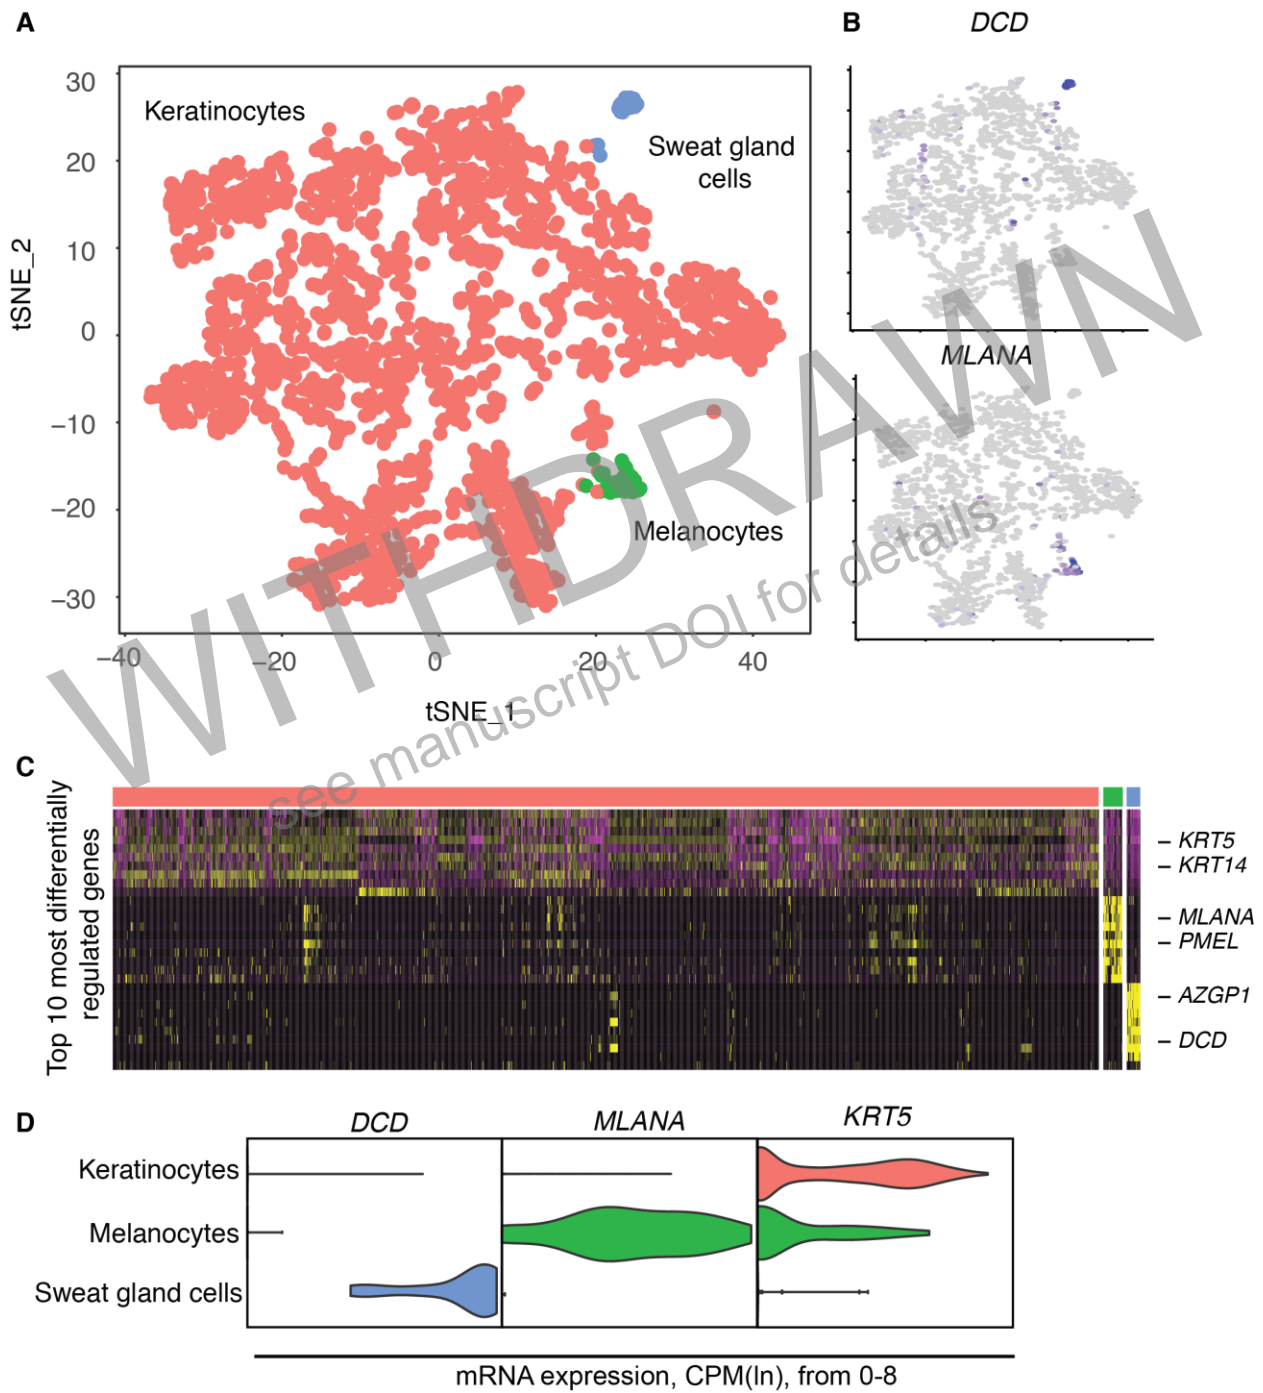 A
B
DCD
30
20
10
0
−10
−20
−30
tSNE_2
Keratinocytes
Sweat gland
cells
Melanocytes
−40
−20
0
20
40
tSNE_1
MLANA
WITHDRAWN
see manuscript DOI for details
C
Top 10 most differentially
regulated genes
KRT5
KRT14
MLANA
PMEL
AZGP1
DCD
D
DCD
MLANA
KRT5
Keratinocytes
Melanocytes
Sweat gland cells
mRNA expression, CPM(ln), from 0-8